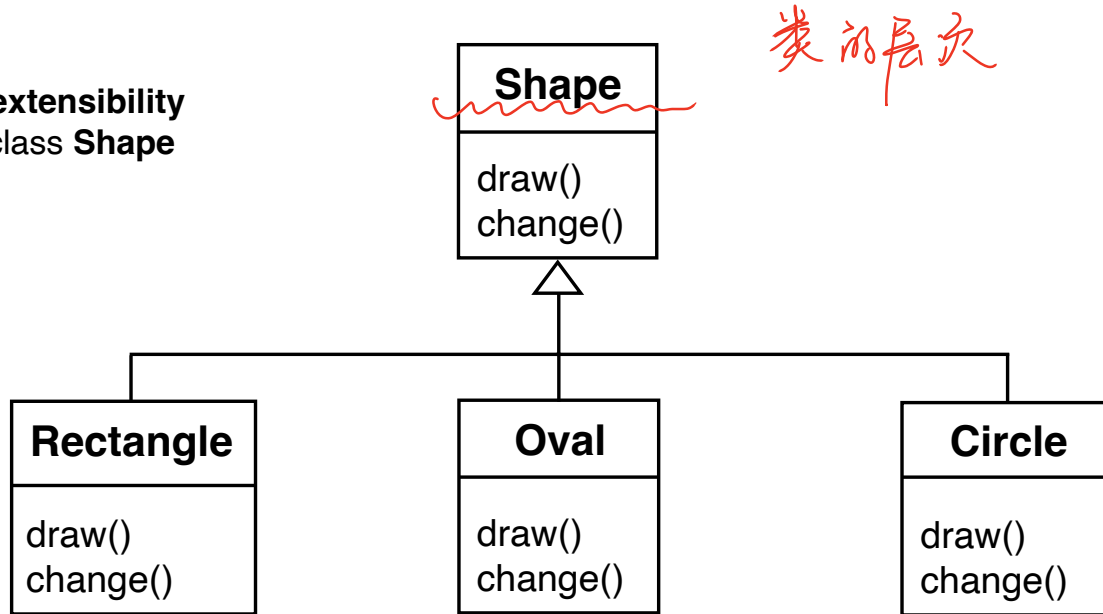 类的层次
extensibility
class Shape
Shape
draw()
change()
Rectangle
draw()
change()
Oval
draw()
change()
Circle
draw()
change()